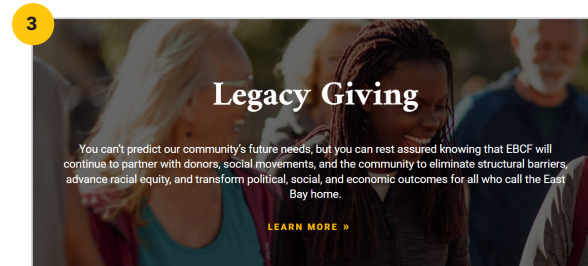 3
Legacy Giving
You can't predict our community's future needs, but you can rest assured knowing that EBCF will
continue to partner with donors, social movements, and the community to eliminate structural barriers,
advance racial equity, and transform political, social, and economic outcomes for all who call the East
Bay home.
LEARN MORE »